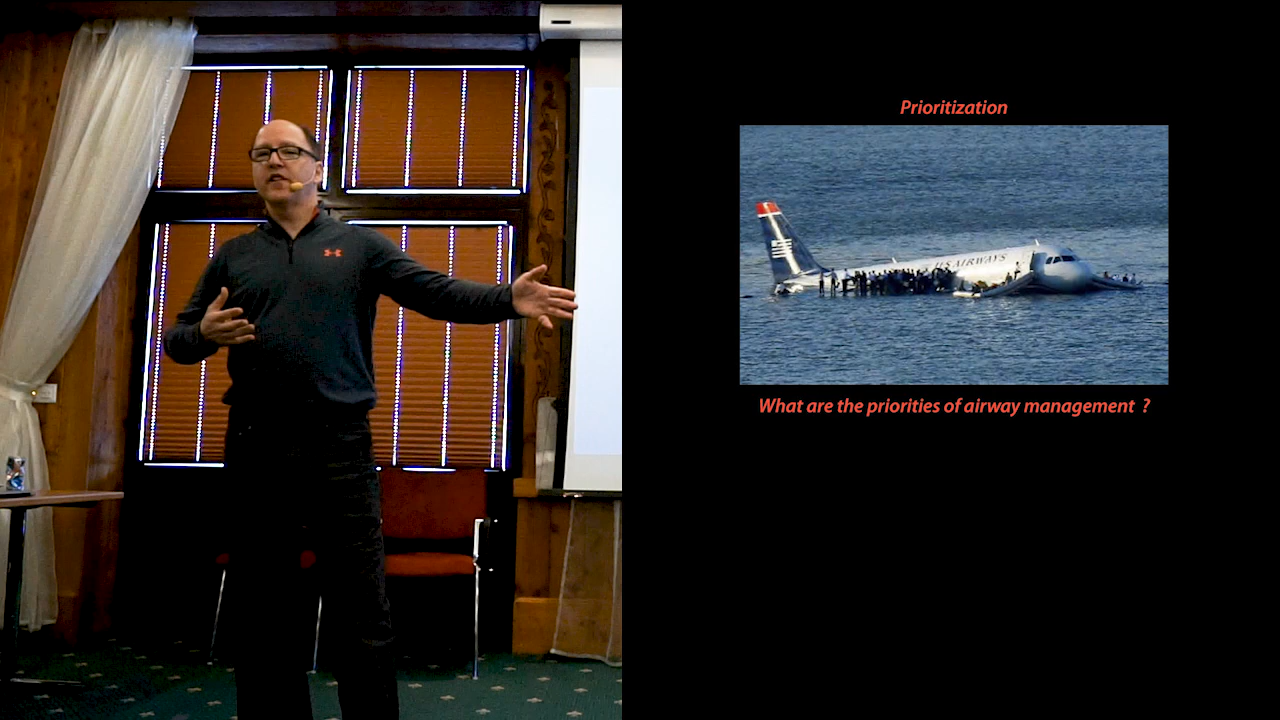 Prioritization
US AIRWAYS
What are the priorities of airway management ?